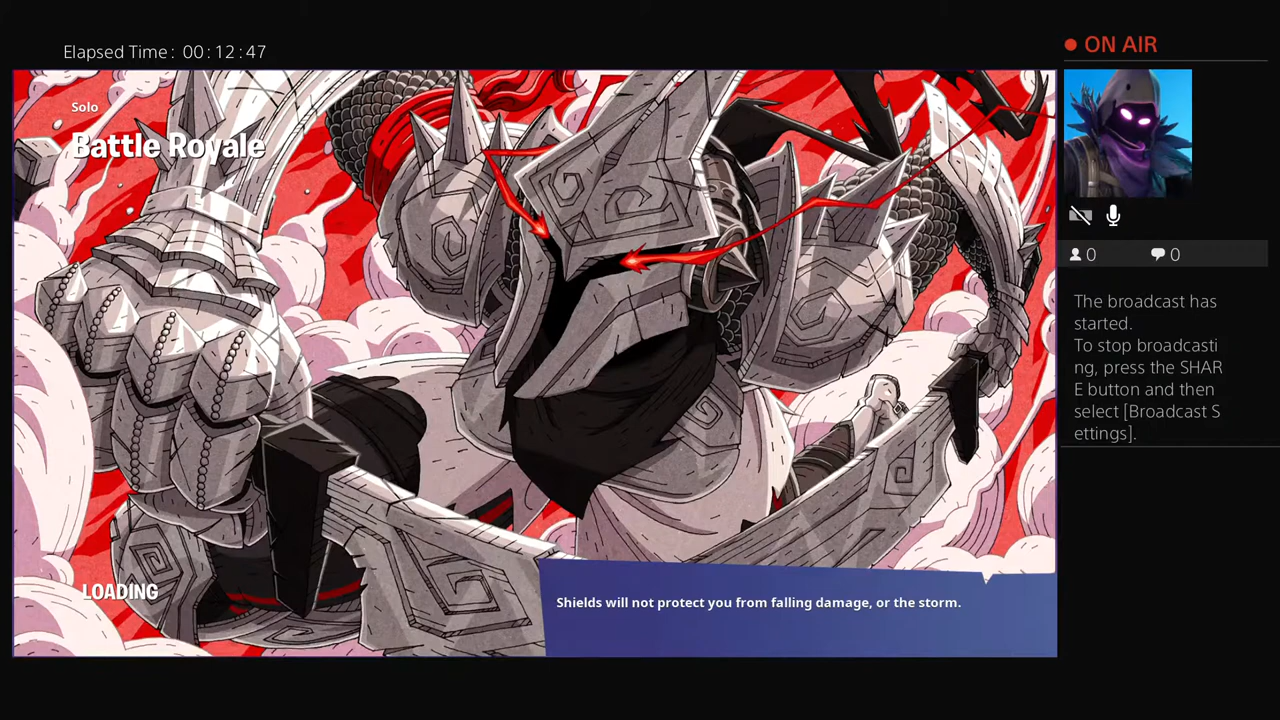 Elapsed Time: 00:12:47
ON AIR
Solo
Battle Royale
0 0
The broadcast has
started.
To stop broadcasti
ng, press the SHAR
E button and then
select [Broadcast S
ettings].
LOADING
Shields will not protect you from falling damage, or the storm.